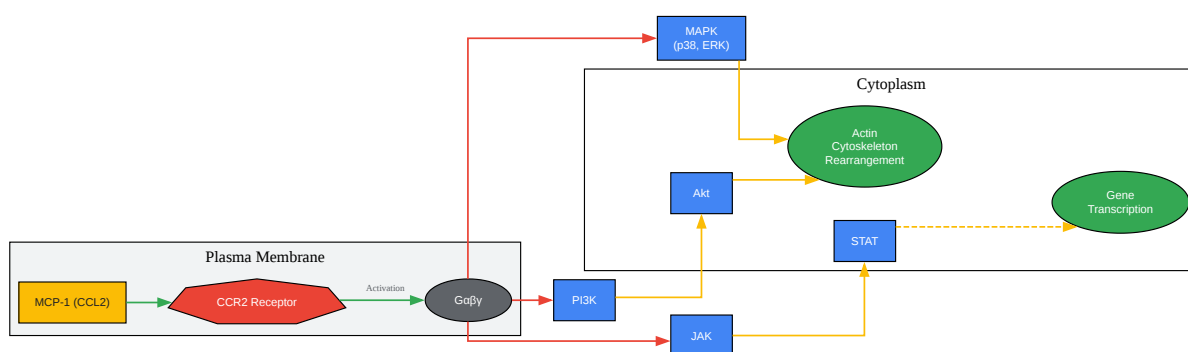 MAPK
(p38, ERK)
Cytoplasm
Actin
Cytoskeleton
Rearrangement
Akt
Gene
Transcription
STAT
Plasma Membrane
MCP-1 (CCL2)
CCR2 Receptor
Activation
Gαβγ
PI3K
JAK